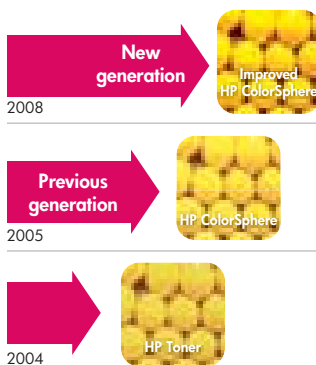 New
generation
Improved
HP ColorSphere
2008
Previous
generation
HP ColorSphere
2005
HP Toner
2004